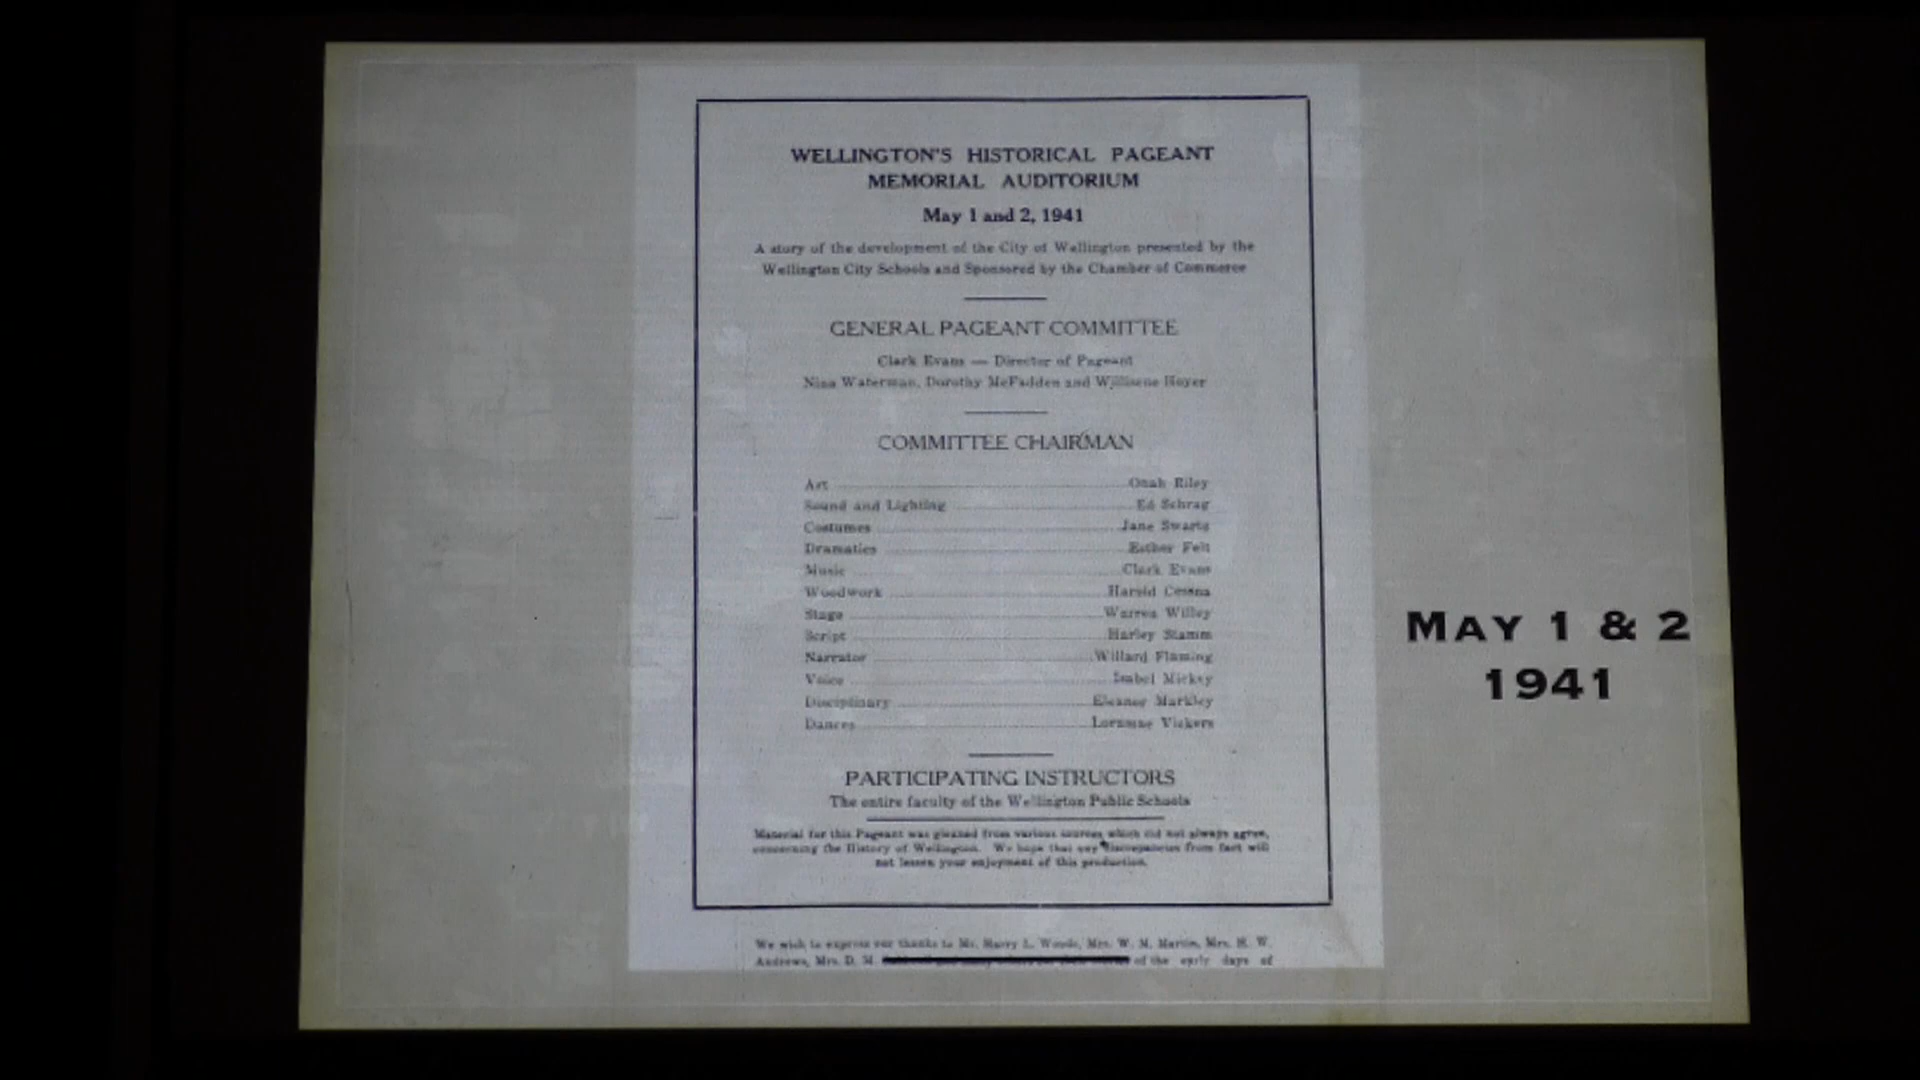 WELLINGTON'S HISTORICAL PAGEANT
MEMORIAL AUDITORIUM
May 1 and 2, 1941
A story of the development of the City of Wellington presented by the
Wellington City Schools and Sponsored by the Chamber of Commerce
GENERAL PAGEANT COMMITTEE
Clark Evans — Director of Pageant
Nina Waterman, Dorothy McFadden and Hoyer
COMMITTEE CHAIRMAN
Art Onah Riley
Sound and Lighting Ed Schrag
Costumes Jane Swartz
Dramatics Esther Felt
Music Clark Evans
Woodwork Harold Cessna
Stage Warren Willey
Script Harley Stamm
Narrator Willard Flaming
Voice Isabel Mickey
Disciplinary Eleanor Markley
Dances Lorraine Vickers
PARTICIPATING INSTRUCTORS
The entire faculty of the Wellington Public Schools
Material for this Pageant was gleaned from various sources which did not always agree,
concerning the History of Wellington. We hope that any discrepancies from fact will
not lessen your enjoyment of this production.
We wish to express our thanks to Mr. Harry L. Woods, Mrs. W. M. Martin, Mrs. H. W.
Andrews, Mrs. D. M. of the early days of
MAY 1 & 2
1941